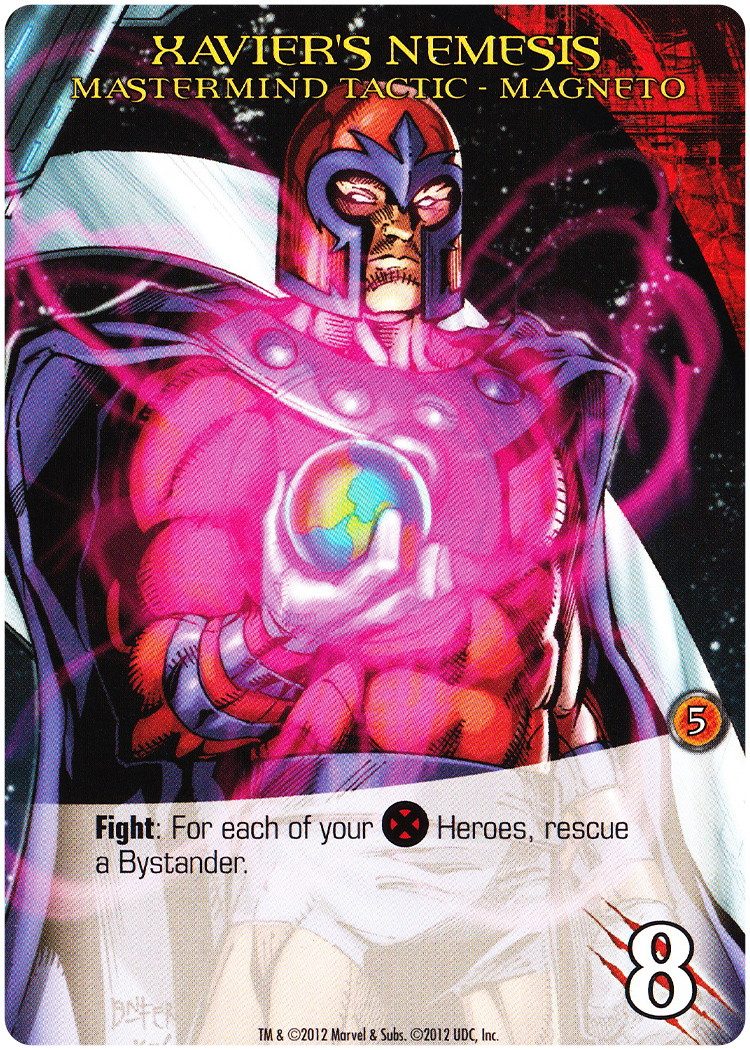 XAVIER'S NEMESIS
MASTERMIND TACTIC - MAGNETO
5
Fight: For each of your Heroes, rescue
a Bystander.
8
TM & ©2012 Marvel & Subs. ©2012 UDC, Inc.